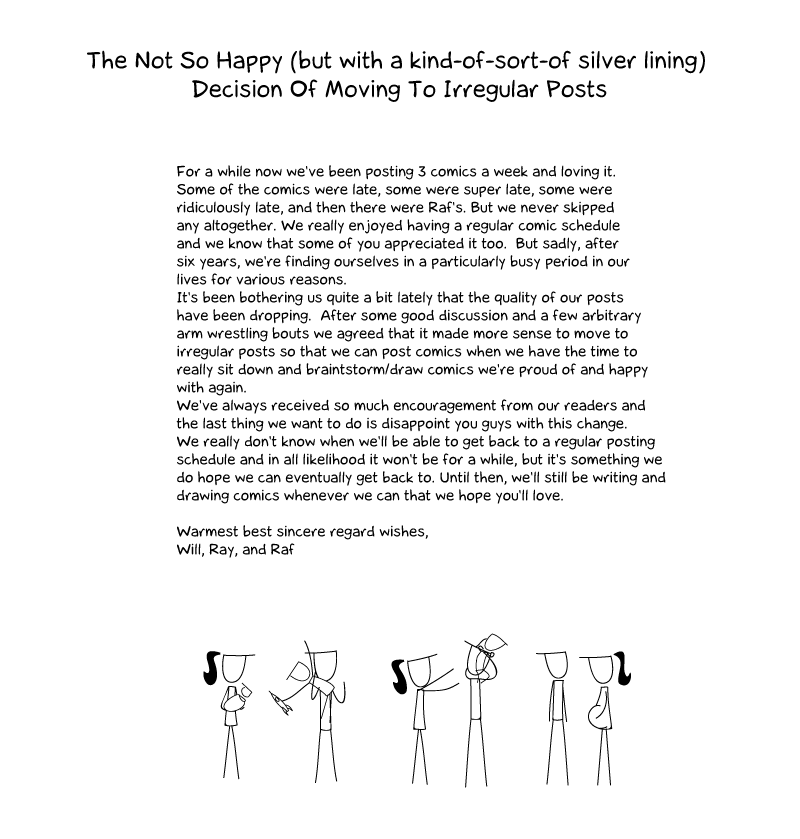 The Not So Happy (but with a kind-of-sort-of silver lining)
Decision Of Moving To Irregular Posts
For a while now we've been posting 3 comics a week and loving it.
Some of the comics were late, some were super late, some were
ridiculously late, and then there were Raf's. But we never skipped
any altogether. We really enjoyed having a regular comic schedule
and we know that some of you appreciated it too.  But sadly, after
six years, we're finding ourselves in a particularly busy period in our
lives for various reasons.
It's been bothering us quite a bit lately that the quality of our posts
have been dropping.  After some good discussion and a few arbitrary
arm wrestling bouts we agreed that it made more sense to move to
irregular posts so that we can post comics when we have the time to
really sit down and braintstorm/draw comics we're proud of and happy
with again.
We've always received so much encouragement from our readers and
the last thing we want to do is disappoint you guys with this change.
We really don't know when we'll be able to get back to a regular posting
schedule and in all likelihood it won't be for a while, but it's something we
do hope we can eventually get back to. Until then, we'll still be writing and
drawing comics whenever we can that we hope you'll love.
Warmest best sincere regard wishes,
Will, Ray, and Raf